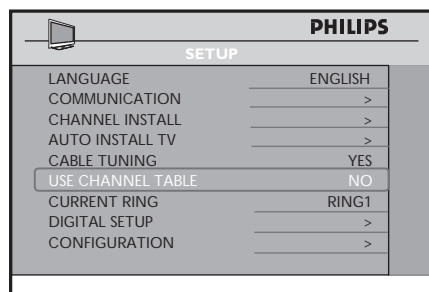 PHILIPS
SETUP
LANGUAGE ENGLISH
COMMUNICATION >
CHANNEL INSTALL >
AUTO INSTALL TV >
CABLE TUNING YES
USE CHANNEL TABLE NO
CURRENT RING RING1
DIGITAL SETUP >
CONFIGURATION >